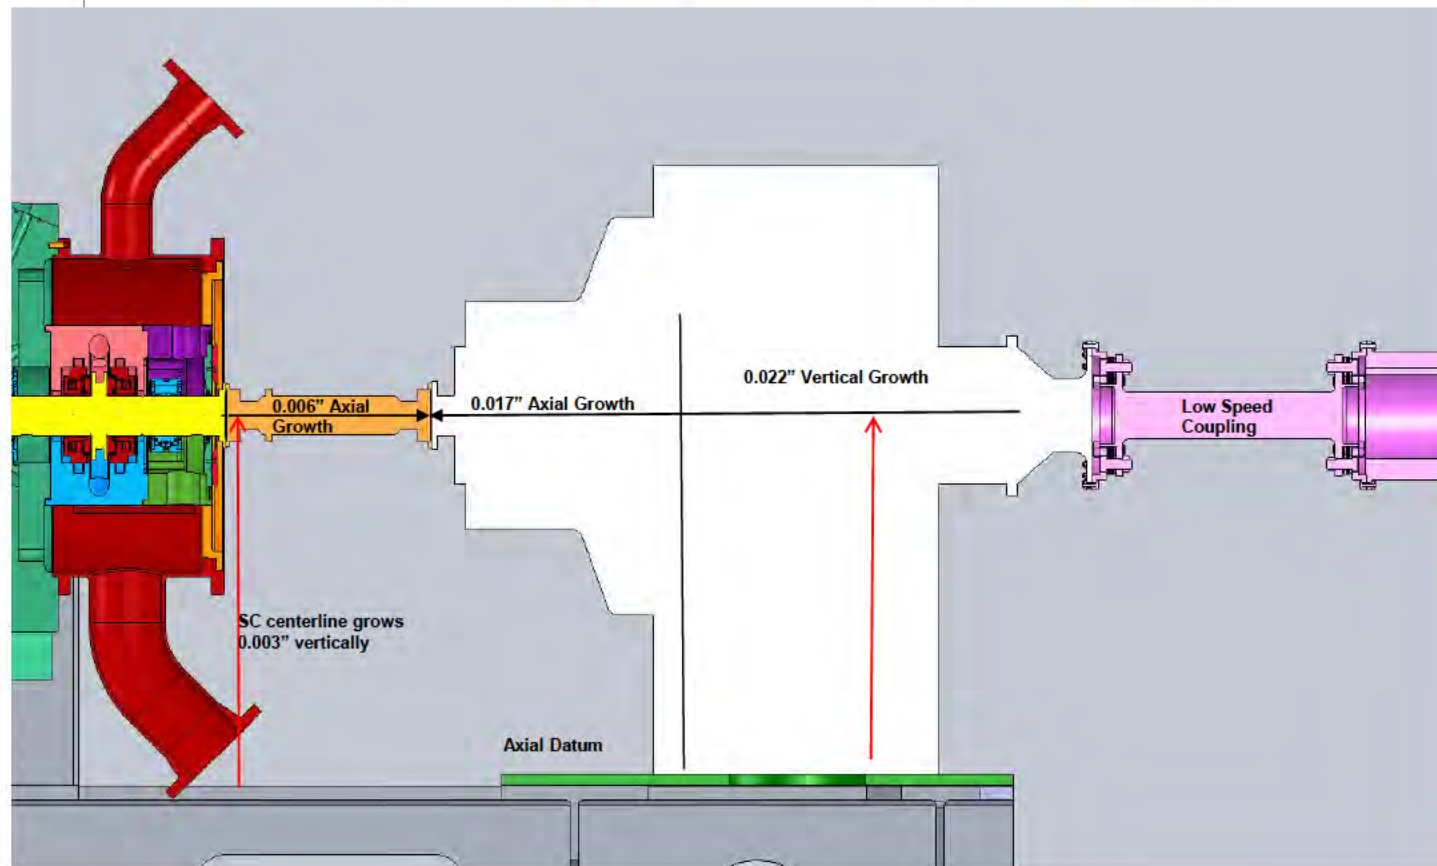 0.022” Vertical Growth
0.006” Axial
Growth
0.017” Axial Growth
Low Speed
Coupling
SC centerline grows
0.003” vertically
Axial Datum